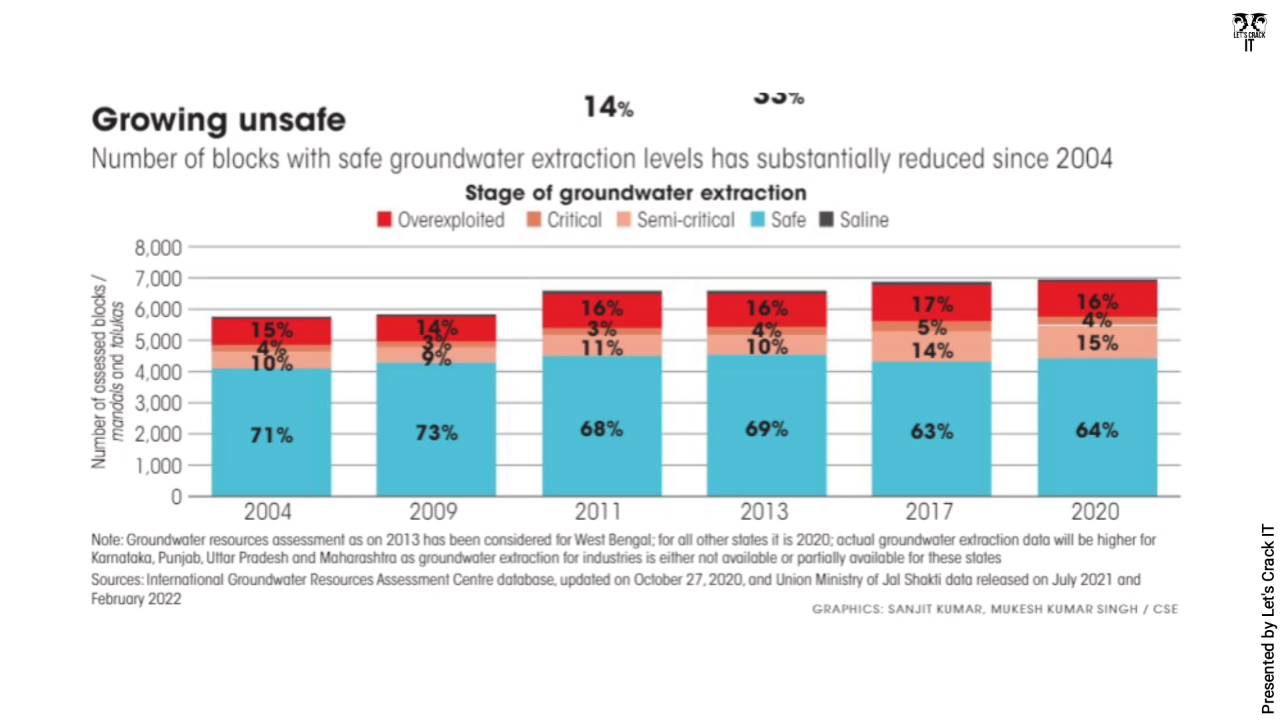 LET'S CRACK
IT
14%
33%
Growing unsafe
Number of blocks with safe groundwater extraction levels has substantially reduced since 2004
Stage of groundwater extraction
Overexploited Critical Semi-critical Safe Saline
Number of assessed blocks /
mandals and talukas
8,000
7,000
6,000
5,000
4,000
3,000
2,000
1,000
0
15%
4%
10%
71%
14%
3%
9%
73%
16%
3%
11%
68%
16%
4%
10%
69%
17%
5%
14%
63%
16%
4%
15%
64%
2004 2009 2011 2013 2017 2020
Note: Groundwater resources assessment as on 2013 has been considered for West Bengal; for all other states it is 2020; actual groundwater extraction data will be higher for
Karnataka, Punjab, Uttar Pradesh and Maharashtra as groundwater extraction for industries is either not available or partially available for these states
Sources: International Groundwater Resources Assessment Centre database, updated on October 27, 2020, and Union Ministry of Jal Shakti data released on July 2021 and
February 2022
GRAPHICS: SANJIT KUMAR, MUKESH KUMAR SINGH / CSE
Presented by Let's Crack IT